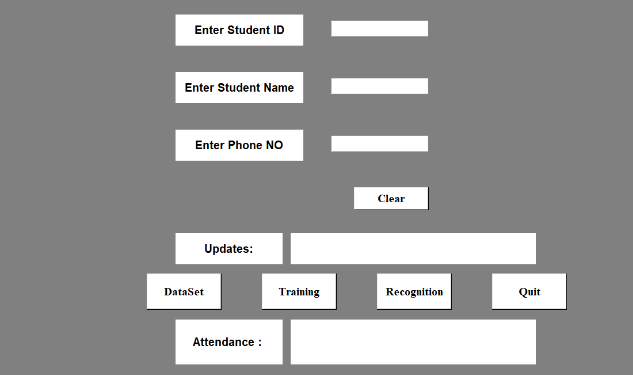 Enter Student ID
Enter Student Name
Enter Phone NO
Clear
Updates:
DataSet Training Recognition Quit
Attendance :